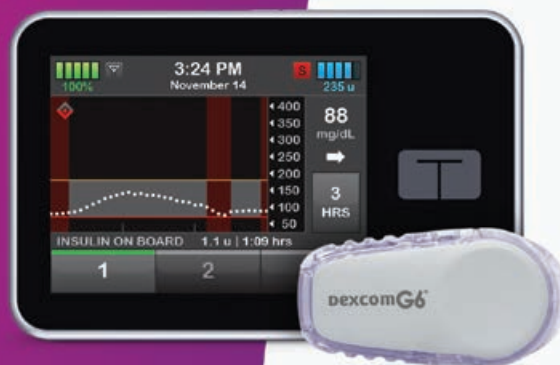 3:24 PM
S
100%
November 14
235 u
400
350
300
250
200
150
100
50
88
mg/dL
3
HRS
INSULIN ON BOARD 1.1 u | 1:09 hrs
1
2
T
DEXCOM G6